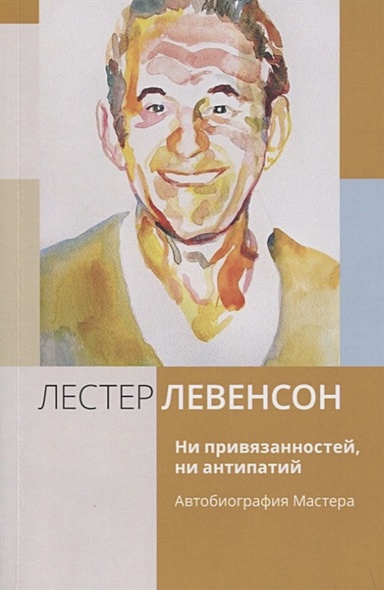 ЛЕСТЕР ЛЕВЕНСОН
Ни привязанностей,
ни антипатий
Автобиография Мастера